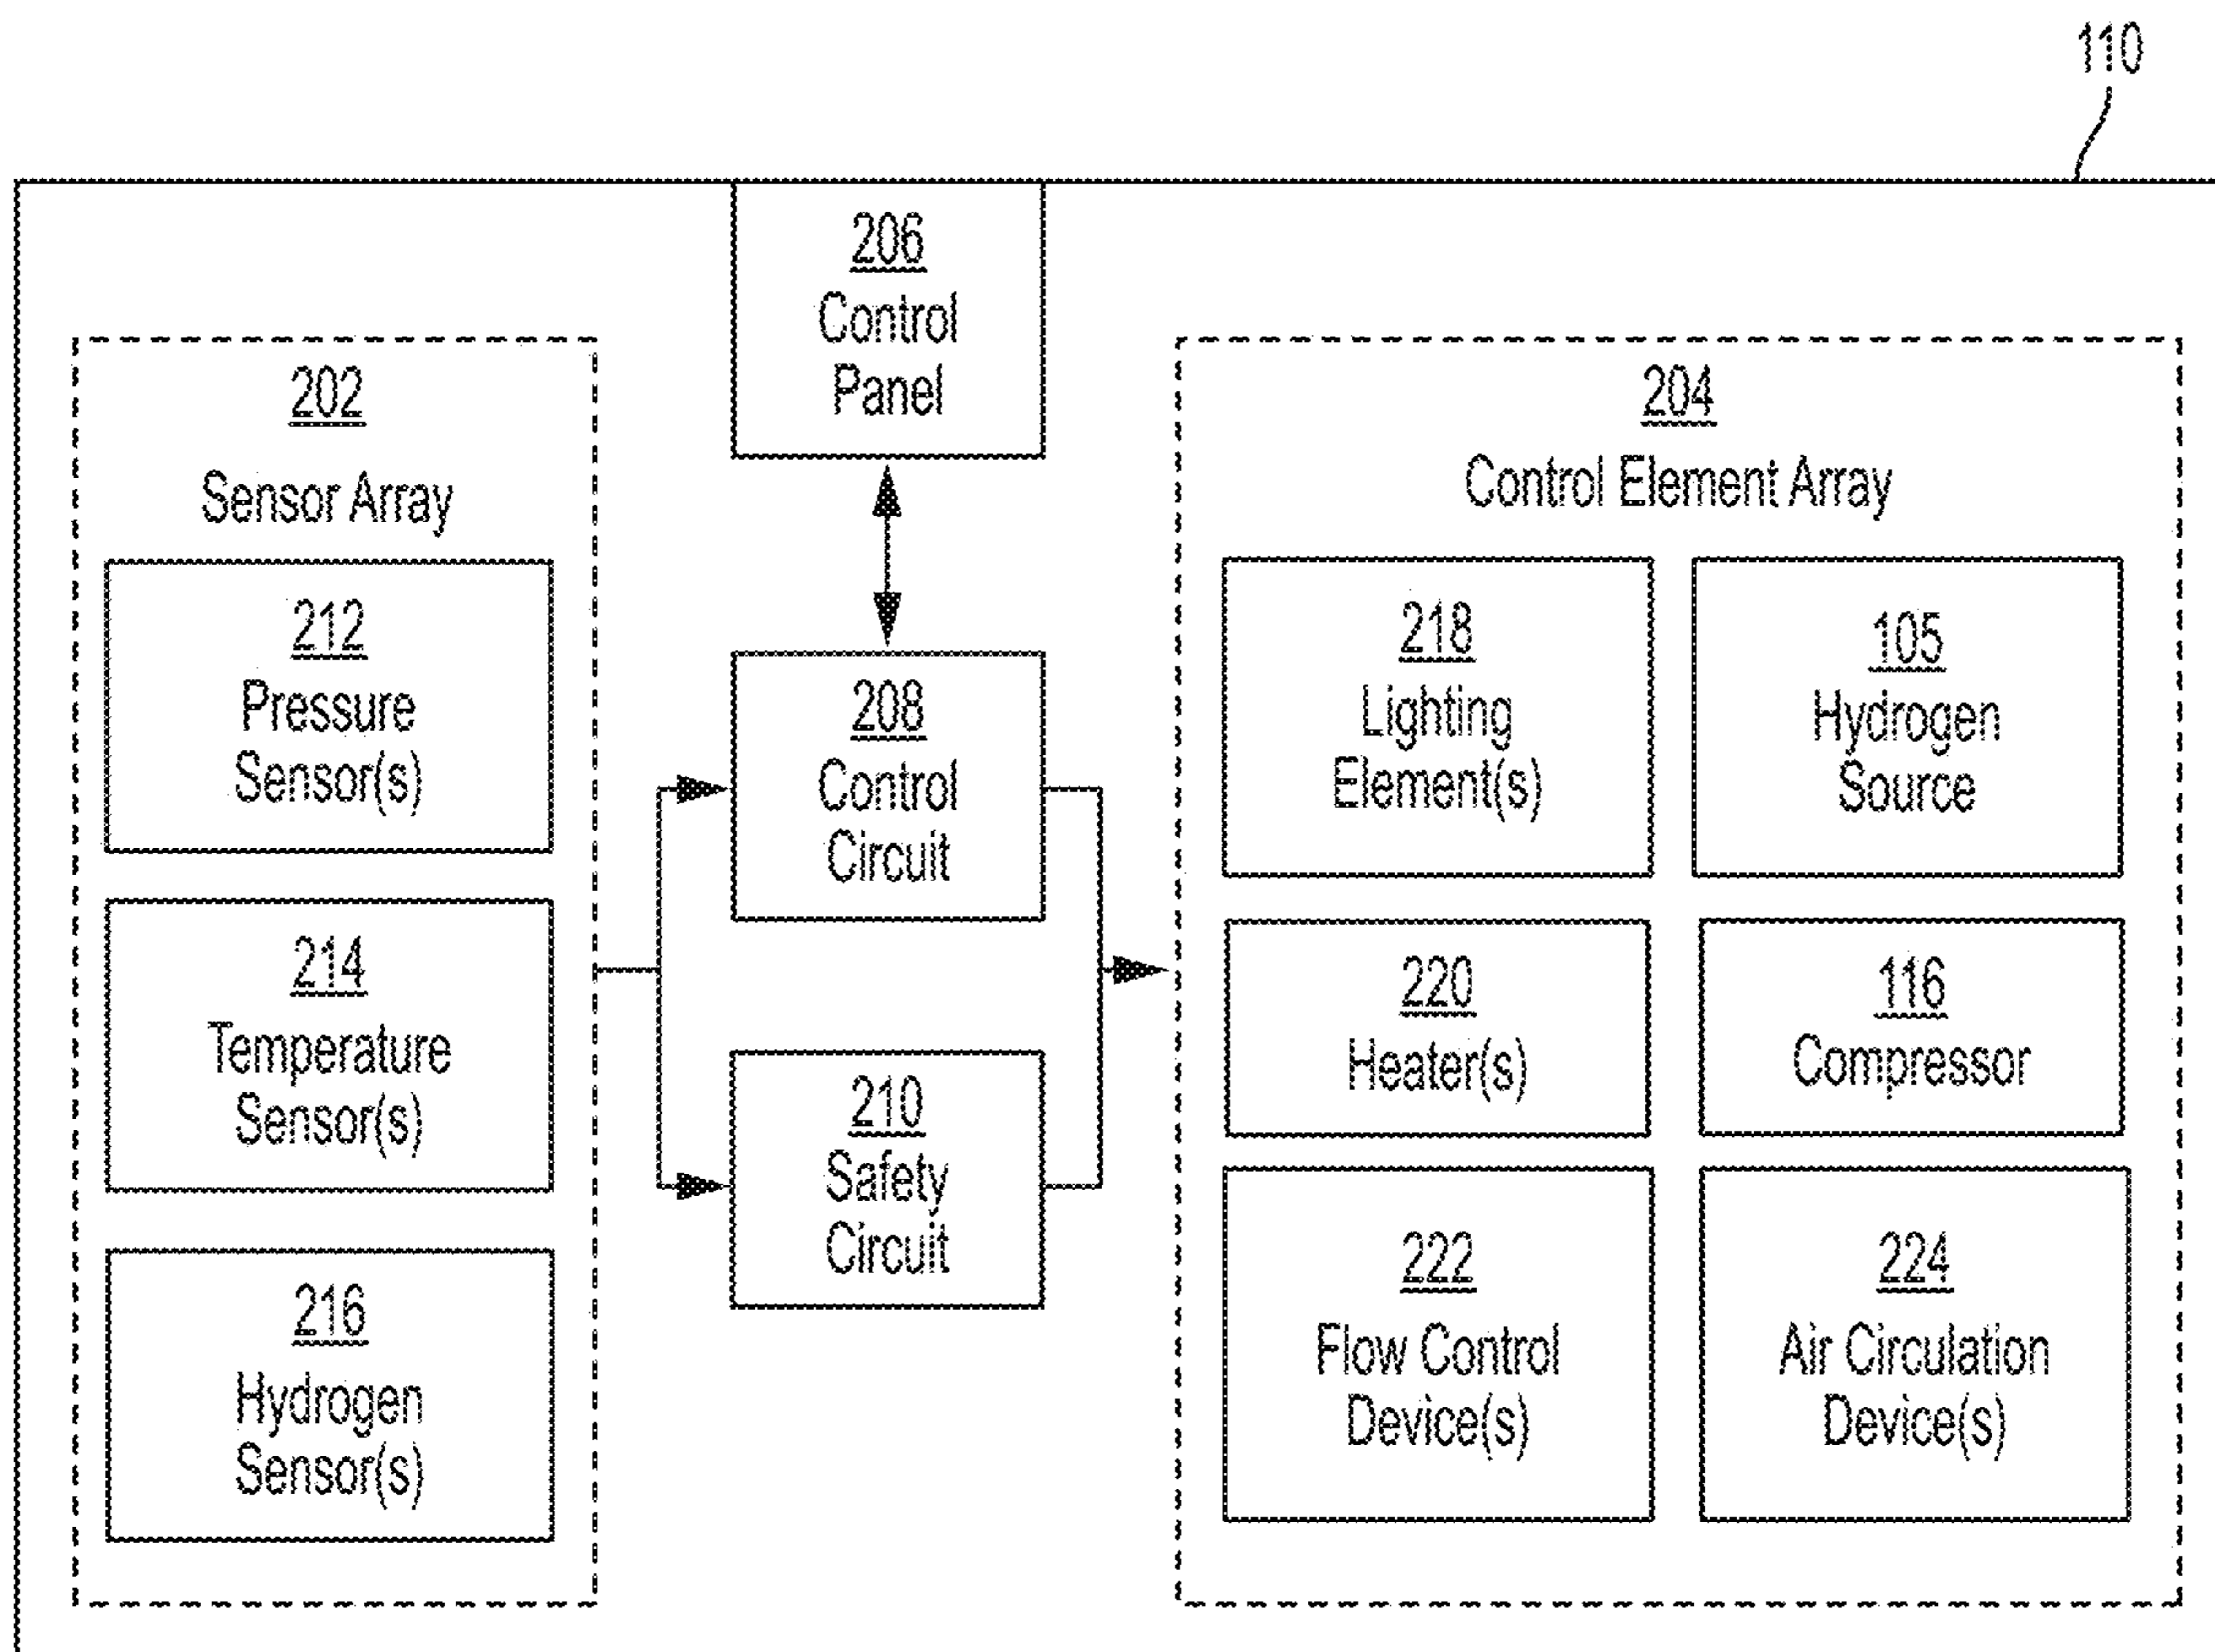 110
206
Control
Panel
202
Sensor Array
212
Pressure
Sensor(s)
214
Temperature
Sensor(s)
216
Hydrogen
Sensor(s)
208
Control
Circuit
210
Safety
Circuit
204
Control Element Array
218
Lighting
Element(s)
105
Hydrogen
Source
220
Heater(s)
116
Compressor
222
Flow Control
Device(s)
224
Air Circulation
Device(s)